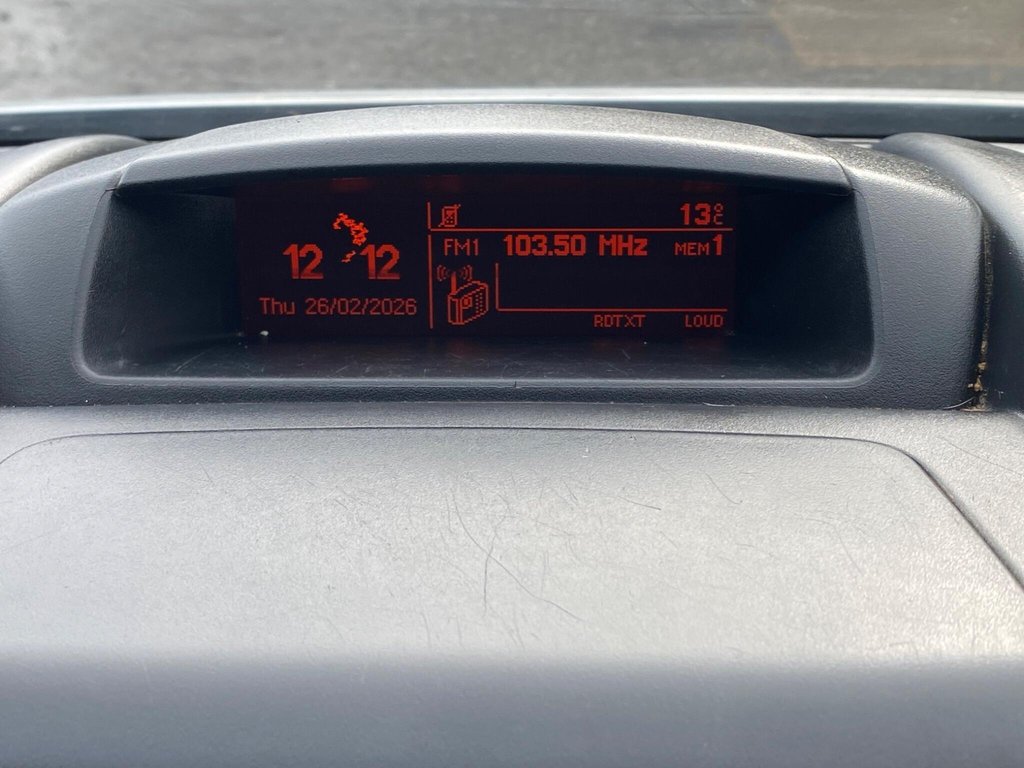 13°C
FM1 103.50 MHz MEM1
12 12
Thu 26/02/2026
RDTXT LOUD